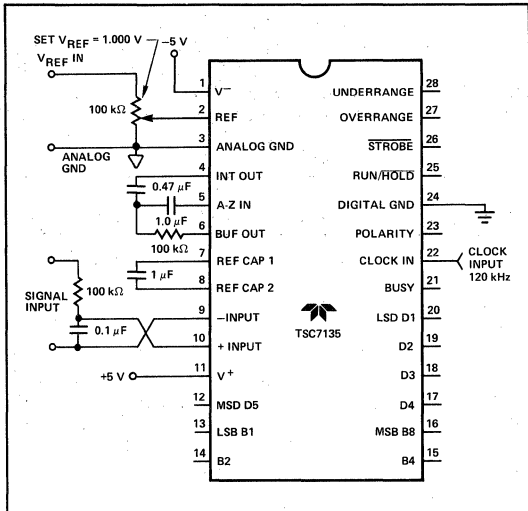 SET V_REF = 1.000 V
–5 V
V_REF IN
100 kΩ
ANALOG GND
0.47 μF
1.0 μF
100 kΩ
1 μF
SIGNAL INPUT
100 kΩ
0.1 μF
+5 V
1 V⁻
2 REF
3 ANALOG GND
4 INT OUT
5 A-Z IN
6 BUF OUT
7 REF CAP 1
8 REF CAP 2
9 –INPUT
10 +INPUT
11 V⁺
12 MSD D5
13 LSB B1
14 B2
TSC7135
UNDERRANGE 28
OVERRANGE 27
S̅T̅R̅O̅B̅E̅ 26
RUN/H̅O̅L̅D̅ 25
DIGITAL GND 24
POLARITY 23
CLOCK IN 22
BUSY 21
LSD D1 20
D2 19
D3 18
D4 17
MSB B8 16
B4 15
CLOCK
INPUT
120 kHz